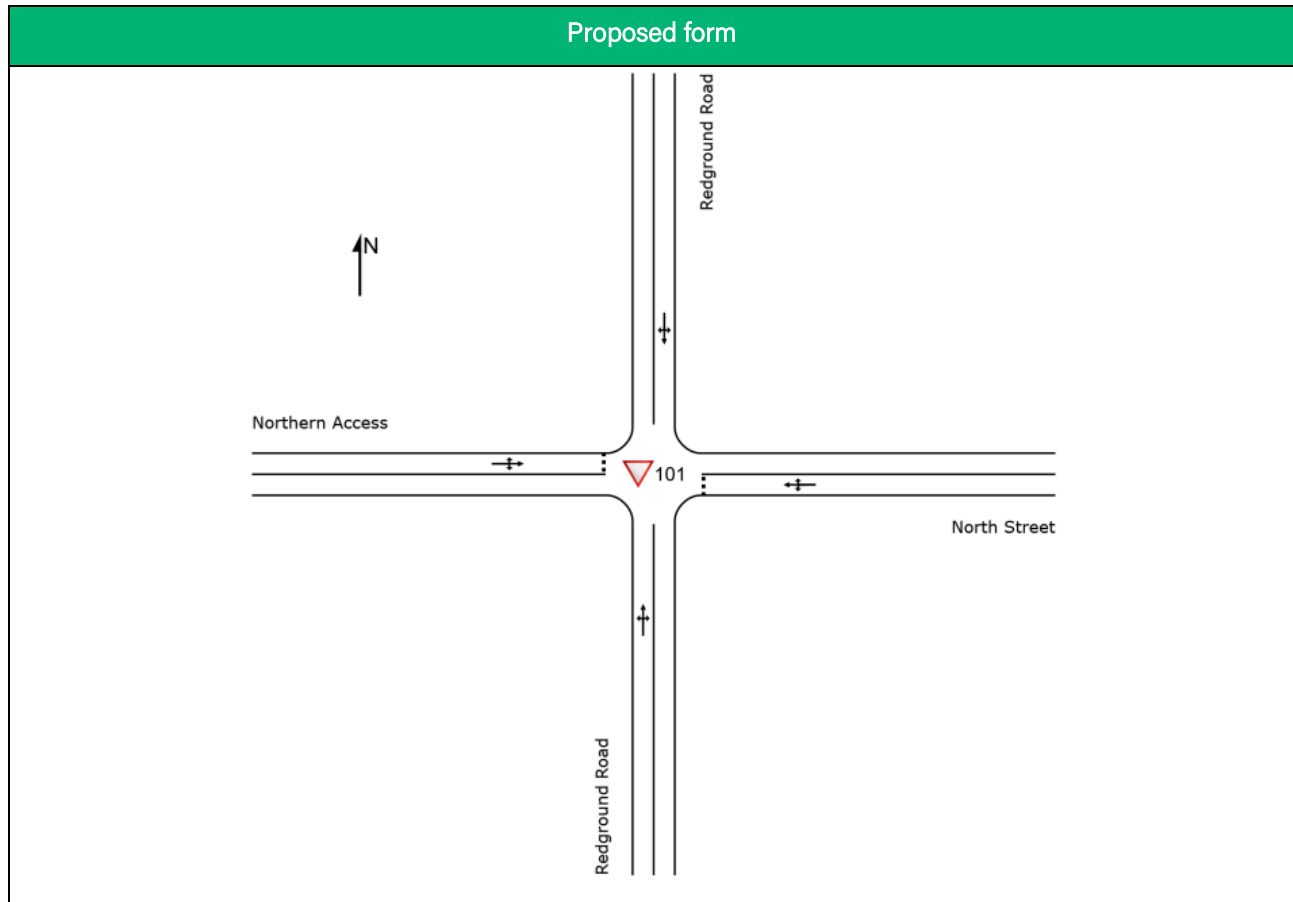 Proposed form
Redground Road
N
Northern Access
101
North Street
Redground Road